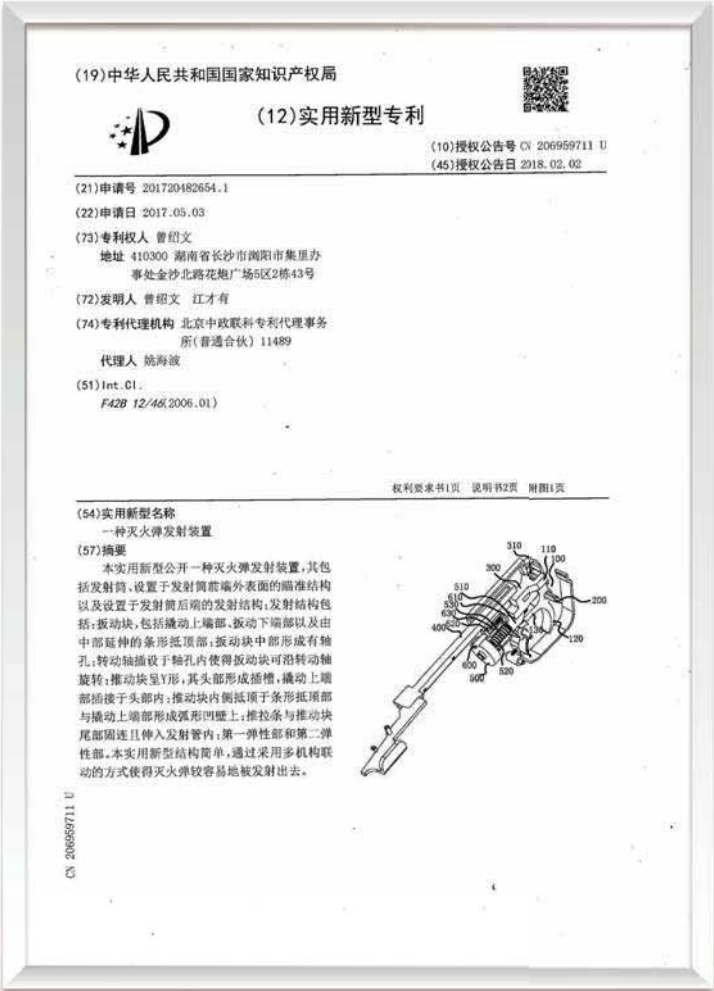 (19)中华人民共和国国家知识产权局
(12)实用新型专利
(10)授权公告号 CN 206959711 U
(45)授权公告日 2018.02.02
(21)申请号 201720482654.1
(22)申请日 2017.05.03
(73)专利权人 曾绍文
地址 410300 湖南省长沙市浏阳市集里办
事处金沙北路花炮广场5区2栋43号
(72)发明人 曾绍文 江才有
(74)专利代理机构 北京中政联科专利代理事务
所(普通合伙) 11489
代理人 姚海波
(51)Int.Cl.
F42B 12/46(2006.01)
权利要求书1页 说明书2页 附图1页
(54)实用新型名称
一种灭火弹发射装置
(57)摘要
本实用新型公开一种灭火弹发射装置,其包
括发射筒、设置于发射筒前端外表面的瞄准结构
以及设置于发射筒后端的发射结构;发射结构包
括:扳动块,包括撬动上端部、扳动下端部以及由
中部延伸的条形抵顶部;扳动块中部形成有轴
孔;转动轴插设于轴孔内使得扳动块可沿转动轴
旋转;推动块呈Y形,其头部形成插槽,撬动上端
部插接于头部内;推动块内侧抵顶于条形抵顶部
与撬动上端部形成弧形凹壁上;推拉条与推动块
尾部固连且伸入发射管内;第一弹性部和第二弹
性部。本实用新型结构简单,通过采用多机构联
动的方式使得灭火弹较容易地被发射出去。
310
110
100
300
510
610
530
630
620
400
200
130
120
600
500
520
CN 206959711 U